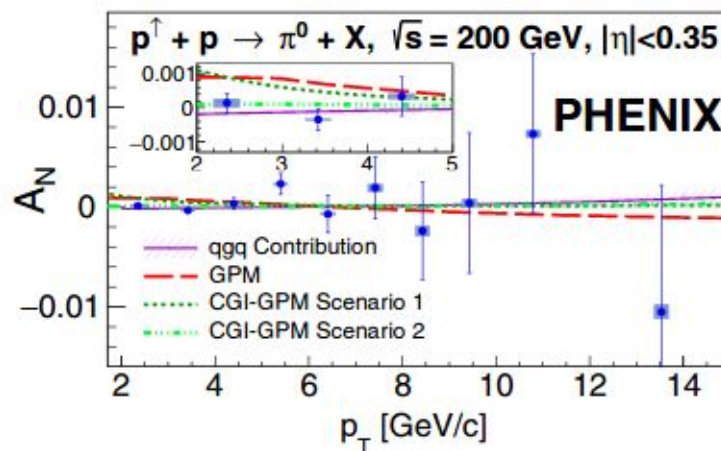 p↑ + p → π⁰ + X, √s = 200 GeV, |η|<0.35
0.001
0
−0.001
2 3 4 5
PHENIX
0.01
0
−0.01
A_N
qgq Contribution
GPM
CGI-GPM Scenario 1
CGI-GPM Scenario 2
2 4 6 8 10 12 14
p_T [GeV/c]